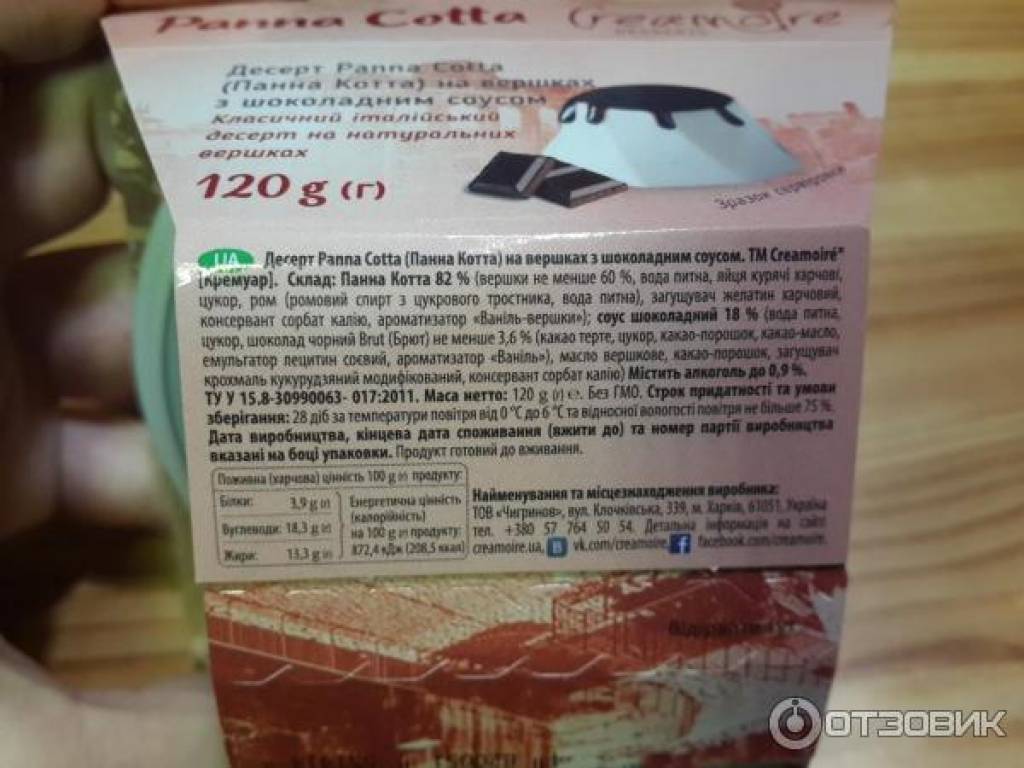 Panna Cotta Creamoire
Десерт Panna Cotta
(Панна Котта) на вершках
з шоколадним соусом
Класичний італійський
десерт на натуральних
вершках
120 g (г)
Зразок сервіровки
UA Десерт Panna Cotta (Панна Котта) на вершках з шоколадним соусом. ТМ Creamoire®
[Кремуар]. Склад: Панна Котта 82 % (вершки не менше 60 %, вода питна, яйця курячі харчові,
цукор, ром (ромовий спирт з цукрового тростника, вода питна), загущувач желатин харчовий,
консервант сорбат калію, ароматизатор «Ваніль-вершки»); соус шоколадний 18 % (вода питна,
цукор, шоколад чорний Brut (Брют) не менше 3,6 % (какао терте, цукор, какао-порошок, какао-масло,
емульгатор лецитин соєвий, ароматизатор «Ваніль»), масло вершкове, какао-порошок, загущувач
крохмаль кукурудзяний модифікований, консервант сорбат калію) Містить алкоголь до 0,9 %.
ТУ У 15.8-30990063- 017:2011. Маса нетто: 120 g (г) ℮. Без ГМО. Строк придатності та умови
зберігання: 28 діб за температури повітря від 0 °С до 6 °С та відносної вологості повітря не більше 75 %.
Дата виробництва, кінцева дата споживання (вжити до) та номер партії виробництва
вказані на боці упаковки. Продукт готовий до вживання.
Поживна (харчова) цінність 100 g (г) продукту:
Білки: 3,9 g (г)
Вуглеводи: 18,3 g (г)
Жири: 13,3 g (г)
Енергетична цінність
(калорійність)
на 100 g (г) продукту:
872,4 кДж (208,5 ккал)
Найменування та місцезнаходження виробника:
ТОВ «Чигринов», вул. Клочківська, 339, м. Харків, 61051, Україна
тел. +380 57 764 50 54. Детальна інформація на сайті
creamoire.ua, B vk.com/creamoire, f facebook.com/creamoire.
ОТЗОВИК